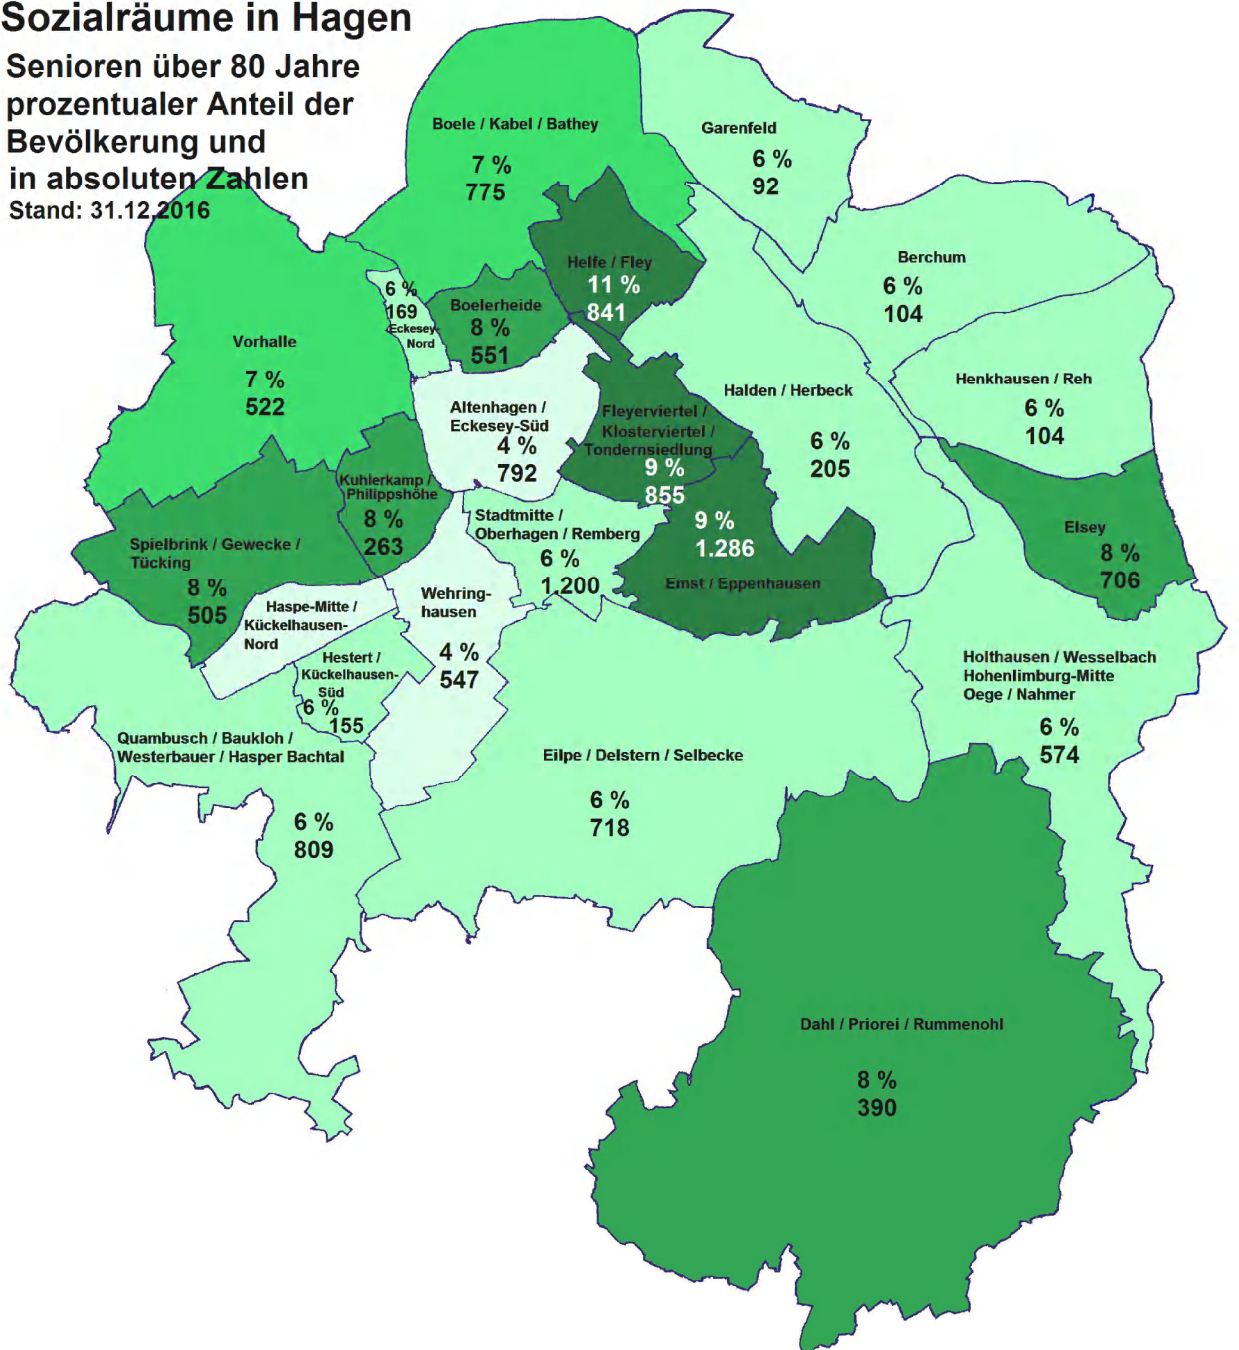 Sozialräume in Hagen
Senioren über 80 Jahre
prozentualer Anteil der
Bevölkerung und
in absoluten Zahlen
Stand: 31.12.2016
Boele / Kabel / Bathey
7 %
775
Garenfeld
6 %
92
Helfe / Fley
11 %
841
Berchum
6 %
104
6 %
169
Eckesey-
Nord
Boelerheide
8 %
551
Vorhalle
7 %
522
Henkhausen / Reh
6 %
104
Halden / Herbeck
6 %
205
Altenhagen /
Eckesey-Süd
4 %
792
Fleyerviertel /
Klosterviertel /
Tondernsiedlung
9 %
855
Kuhlerkamp /
Philippshöhe
8 %
263
Stadtmitte /
Oberhagen / Remberg
6 %
1.200
9 %
1.286
Emst / Eppenhausen
Elsey
8 %
706
Spielbrink / Gewecke /
Tücking
8 %
505
Haspe-Mitte /
Kückelhausen-
Nord
Wehring-
hausen
4 %
547
Hestert /
Kückelhausen-
Süd
6 %
155
Holthausen / Wesselbach
Hohenlimburg-Mitte
Oege / Nahmer
6 %
574
Quambusch / Baukloh /
Westerbauer / Hasper Bachtal
6 %
809
Eilpe / Delstern / Selbecke
6 %
718
Dahl / Priorei / Rummenohl
8 %
390